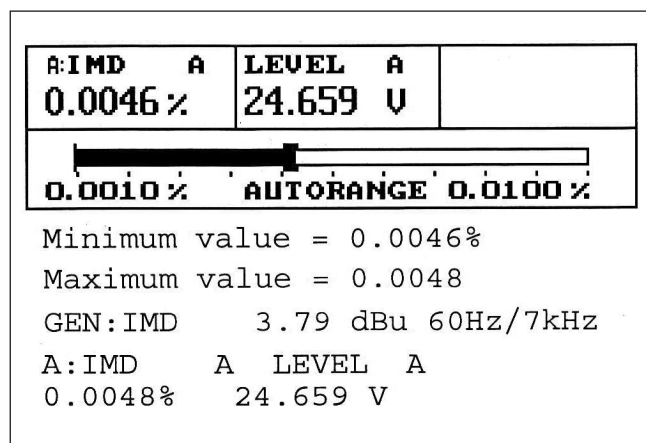 A:IMD A LEVEL A
0.0046 % 24.659 V
0.0010 % AUTORANGE 0.0100 %
Minimum value = 0.0046%
Maximum value = 0.0048
GEN:IMD 3.79 dBu 60Hz/7kHz
A:IMD A LEVEL A
0.0048% 24.659 V